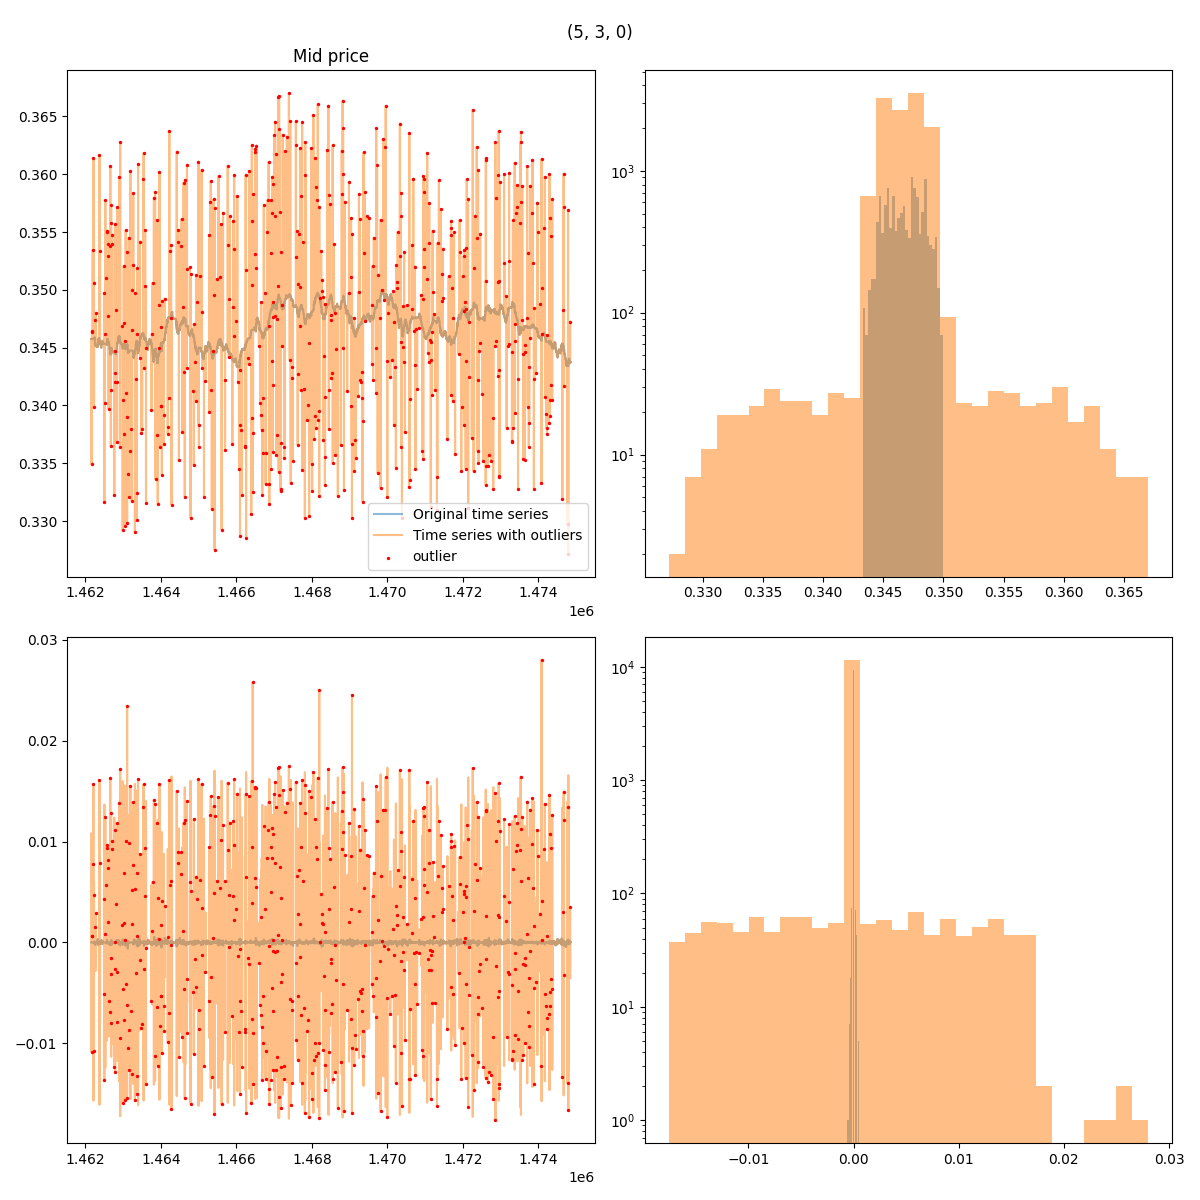 (5, 3, 0)
Mid price
0.365
0.360
0.355
0.350
0.345
0.340
0.335
0.330
Original time series
Time series with outliers
outlier
1.462 1.464 1.466 1.468 1.470 1.472 1.474
1e6
10³
10²
10¹
0.330 0.335 0.340 0.345 0.350 0.355 0.360 0.365
0.03
0.02
0.01
0.00
−0.01
1.462 1.464 1.466 1.468 1.470 1.472 1.474
1e6
10⁴
10³
10²
10¹
10⁰
−0.01 0.00 0.01 0.02 0.03